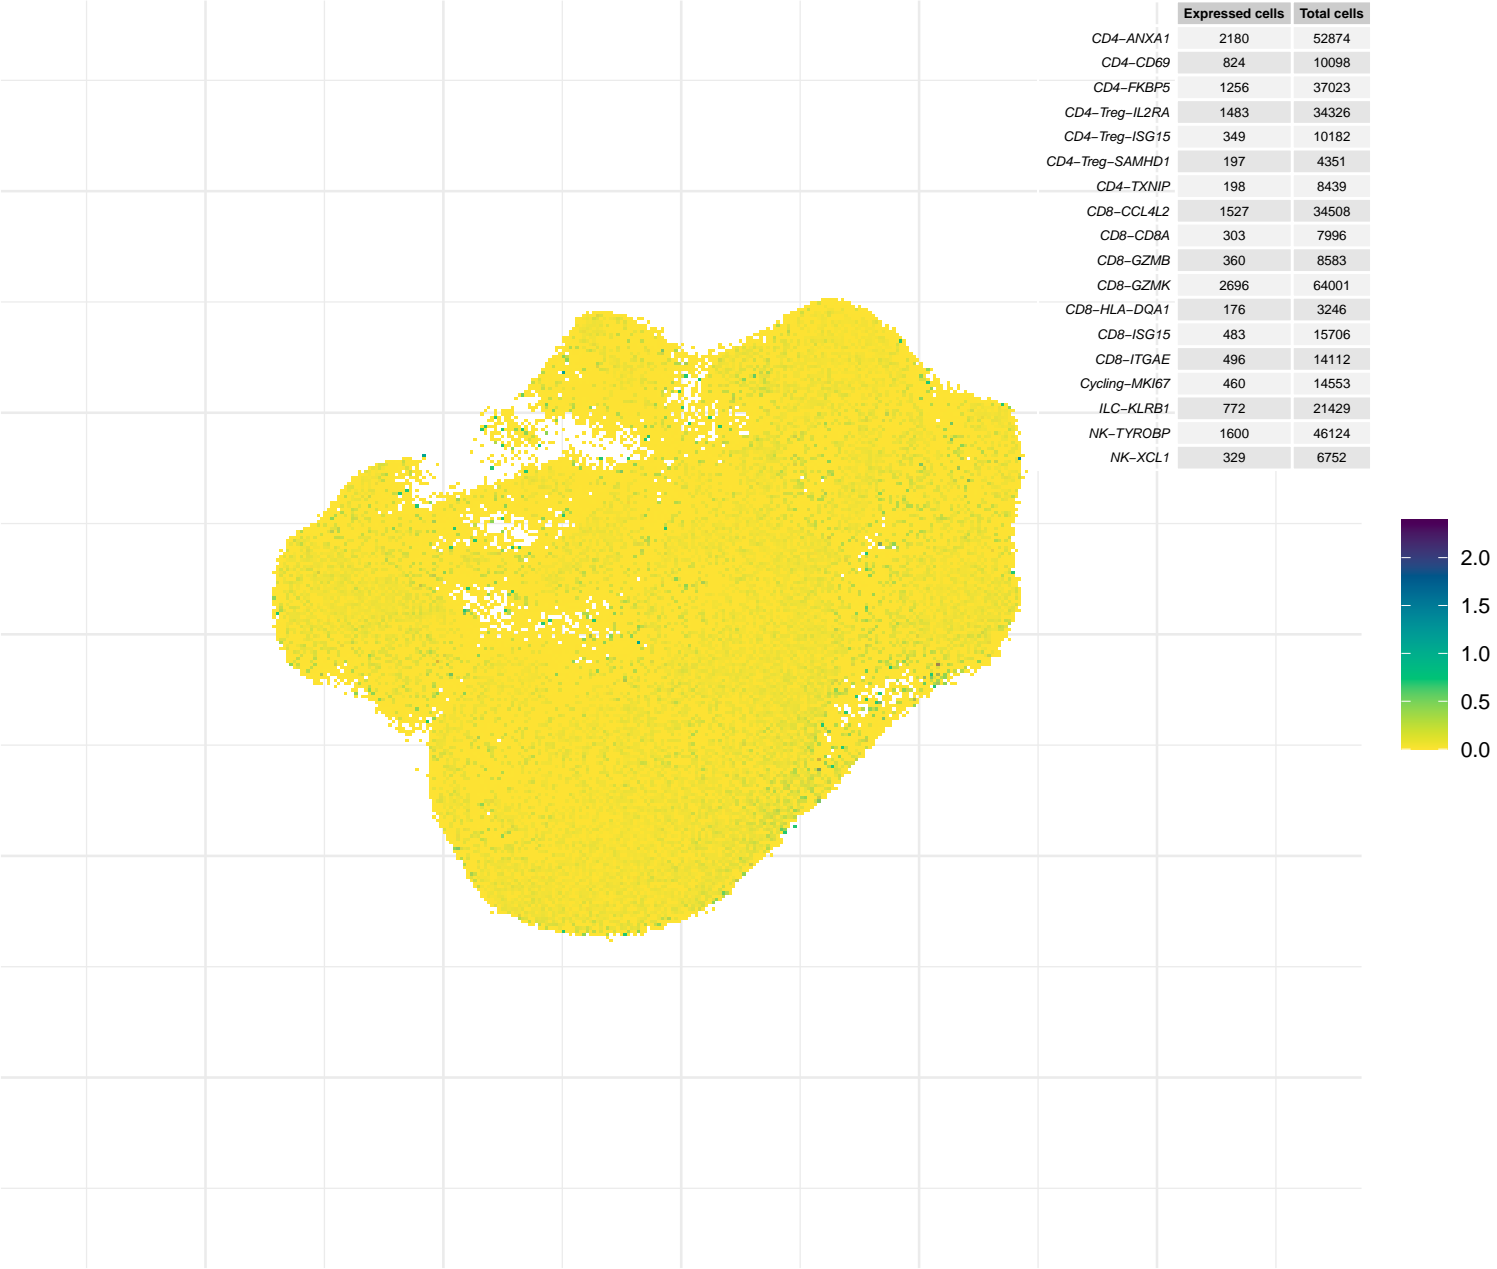 Expressed cells Total cells
CD4−ANXA1 2180 52874
CD4−CD69 824 10098
CD4−FKBP5 1256 37023
CD4−Treg−IL2RA 1483 34326
CD4−Treg−ISG15 349 10182
CD4−Treg−SAMHD1 197 4351
CD4−TXNIP 198 8439
CD8−CCL4L2 1527 34508
CD8−CD8A 303 7996
CD8−GZMB 360 8583
CD8−GZMK 2696 64001
CD8−HLA−DQA1 176 3246
CD8−ISG15 483 15706
CD8−ITGAE 496 14112
Cycling−MKI67 460 14553
ILC−KLRB1 772 21429
NK−TYROBP 1600 46124
NK−XCL1 329 6752
2.0
1.5
1.0
0.5
0.0